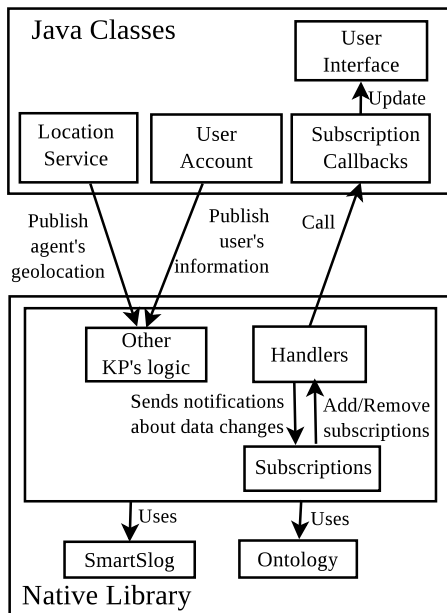 Java Classes
User
Interface
Update
Location
Service
User
Account
Subscription
Callbacks
Publish
agent's
geolocation
Publish
user's
information
Call
Other
KP's logic
Handlers
Sends notifications
about data changes
Add/Remove
subscriptions
Subscriptions
Uses
Uses
SmartSlog
Ontology
Native Library